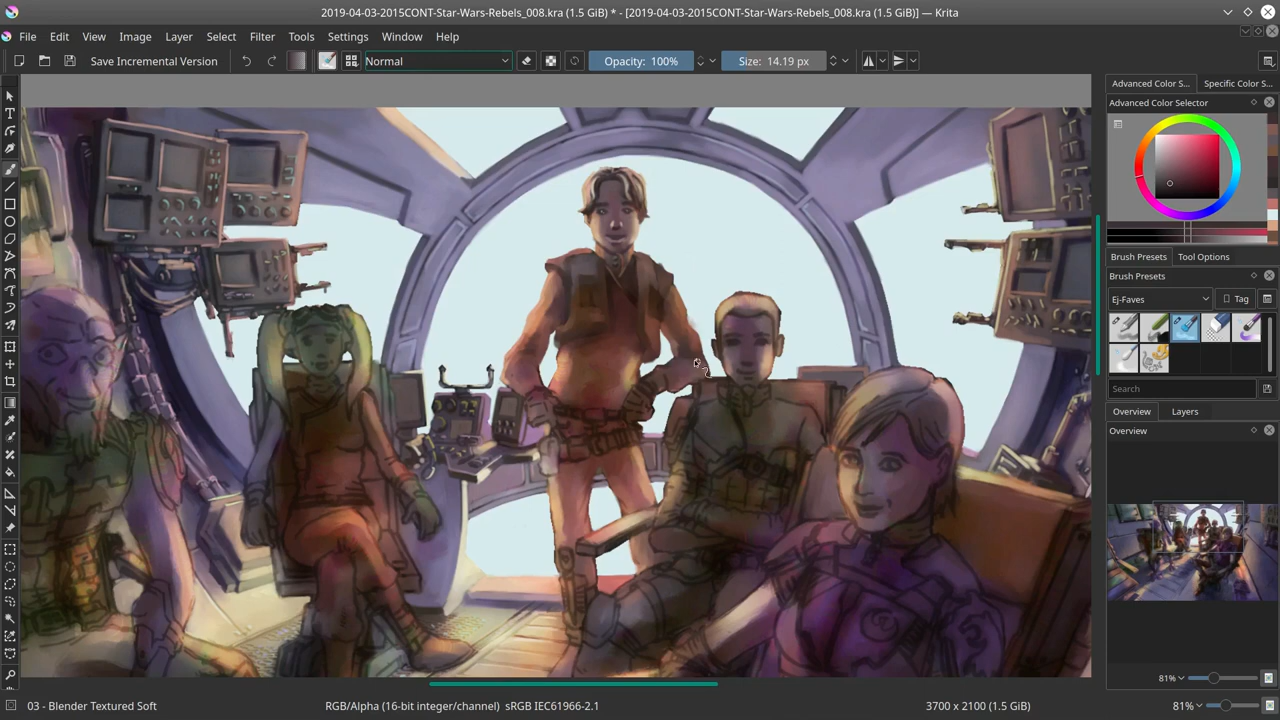 2019-04-03-2015CONT-Star-Wars-Rebels_008.kra (1.5 GiB) * - [2019-04-03-2015CONT-Star-Wars-Rebels_008.kra (1.5 GiB)] — Krita
File Edit View Image Layer Select Filter Tools Settings Window Help
Save Incremental Version Normal Opacity: 100% Size: 14.19 px
Advanced Color S... Specific Color S...
Advanced Color Selector
Brush Presets Tool Options
Brush Presets
Ej-Faves Tag
Search
Overview Layers
Overview
81%
03 - Blender Textured Soft RGB/Alpha (16-bit integer/channel) sRGB IEC61966-2.1 3700 x 2100 (1.5 GiB) 81%